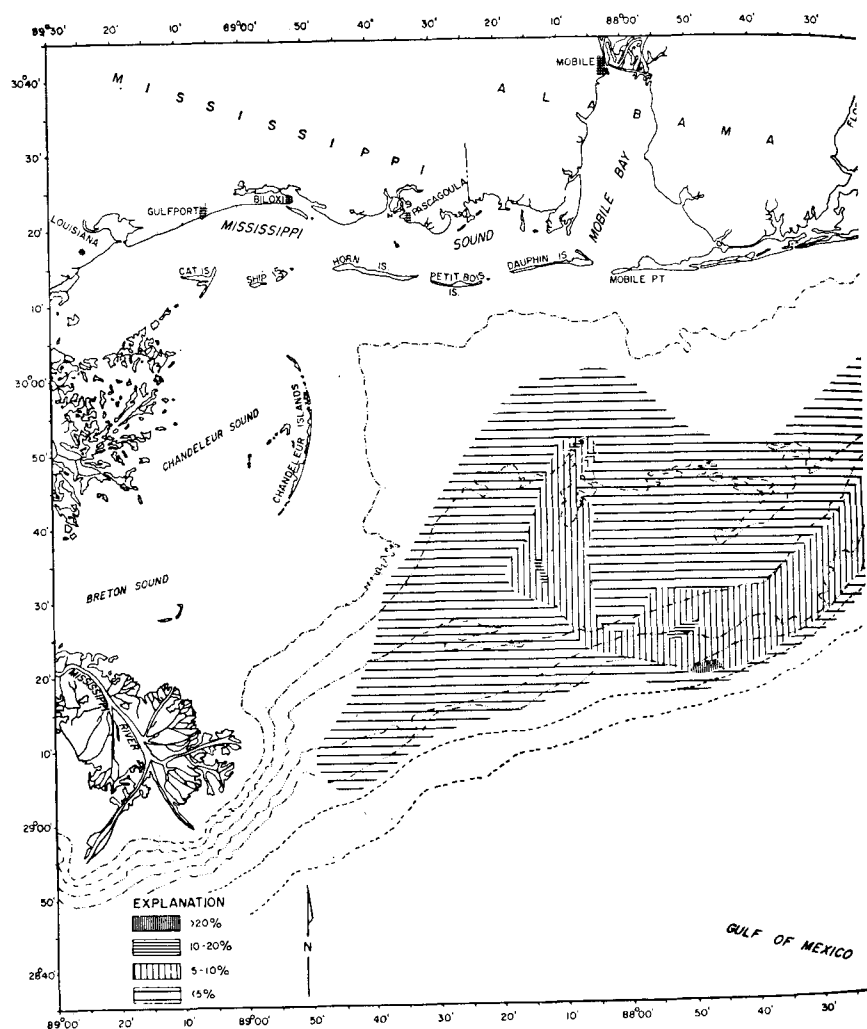 89°30' 20' 10' 89°00' 50' 40' 30' 20' 10' 88°00' 50' 40' 30'
30°40'
30'
20'
10'
30°00'
50'
40'
30'
20'
10'
29°00'
50'
28°40'
MISSISSIPPI
ALABAMA
MOBILE
MOBILE BAY
GULFPORT
BILOXI
PASCAGOULA
LOUISIANA
MISSISSIPPI
SOUND
CAT IS
SHIP IS
HORN
IS
PETIT BOIS
IS.
DAUPHIN IS
MOBILE PT
CHANDELEUR SOUND
CHANDELEUR ISLANDS
BRETON SOUND
MISSISSIPPI
RIVER
EXPLANATION
>20%
10-20%
5-10%
<5%
N
GULF OF MEXICO
89°00' 20' 10' 89°00' 50' 40' 30' 20' 10' 88°00' 50' 40' 30'